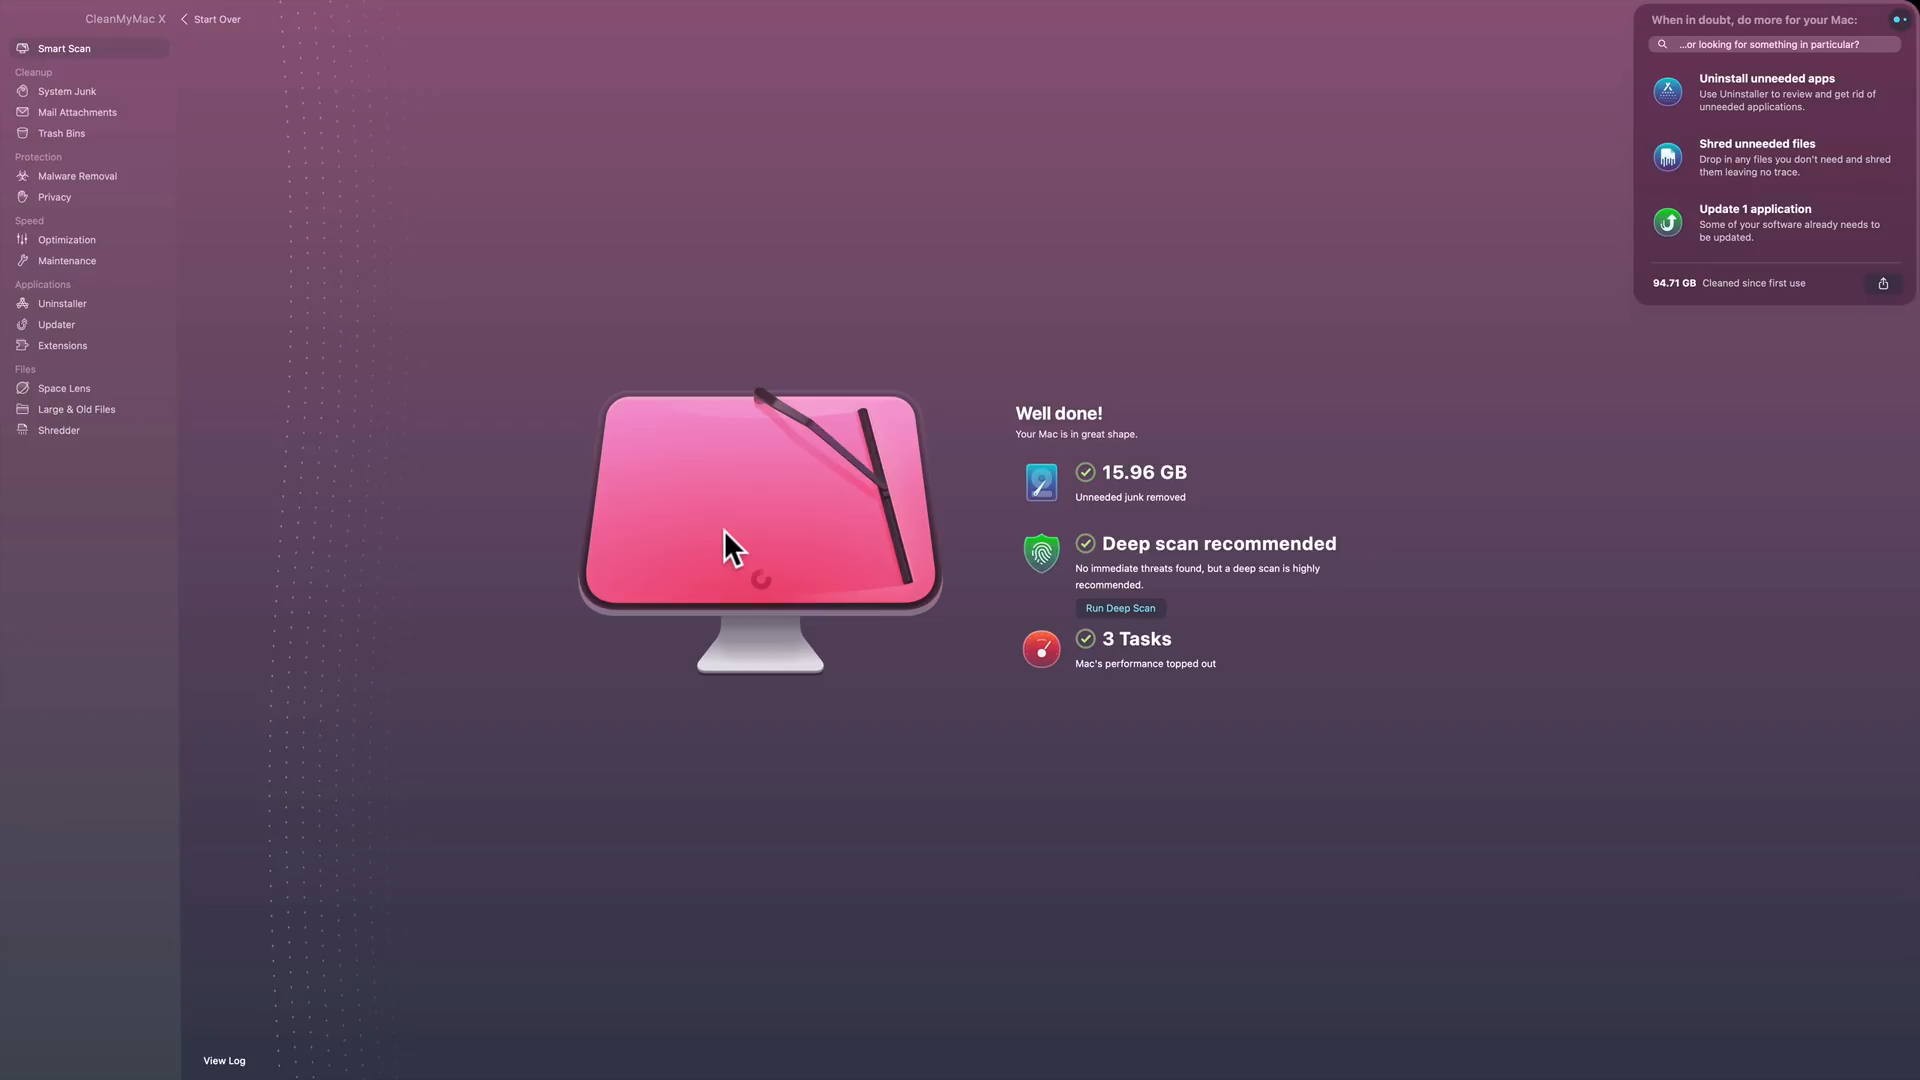 CleanMyMac X
Start Over
Smart Scan
Cleanup
System Junk
Mail Attachments
Trash Bins
Protection
Malware Removal
Privacy
Speed
Optimization
Maintenance
Applications
Uninstaller
Updater
Extensions
Files
Space Lens
Large & Old Files
Shredder
Well done!
Your Mac is in great shape.
15.96 GB
Unneeded junk removed
Deep scan recommended
No immediate threats found, but a deep scan is highly
recommended.
Run Deep Scan
3 Tasks
Mac's performance topped out
View Log
When in doubt, do more for your Mac:
...or looking for something in particular?
Uninstall unneeded apps
Use Uninstaller to review and get rid of
unneeded applications.
Shred unneeded files
Drop in any files you don't need and shred
them leaving no trace.
Update 1 application
Some of your software already needs to
be updated.
94.71 GB Cleaned since first use